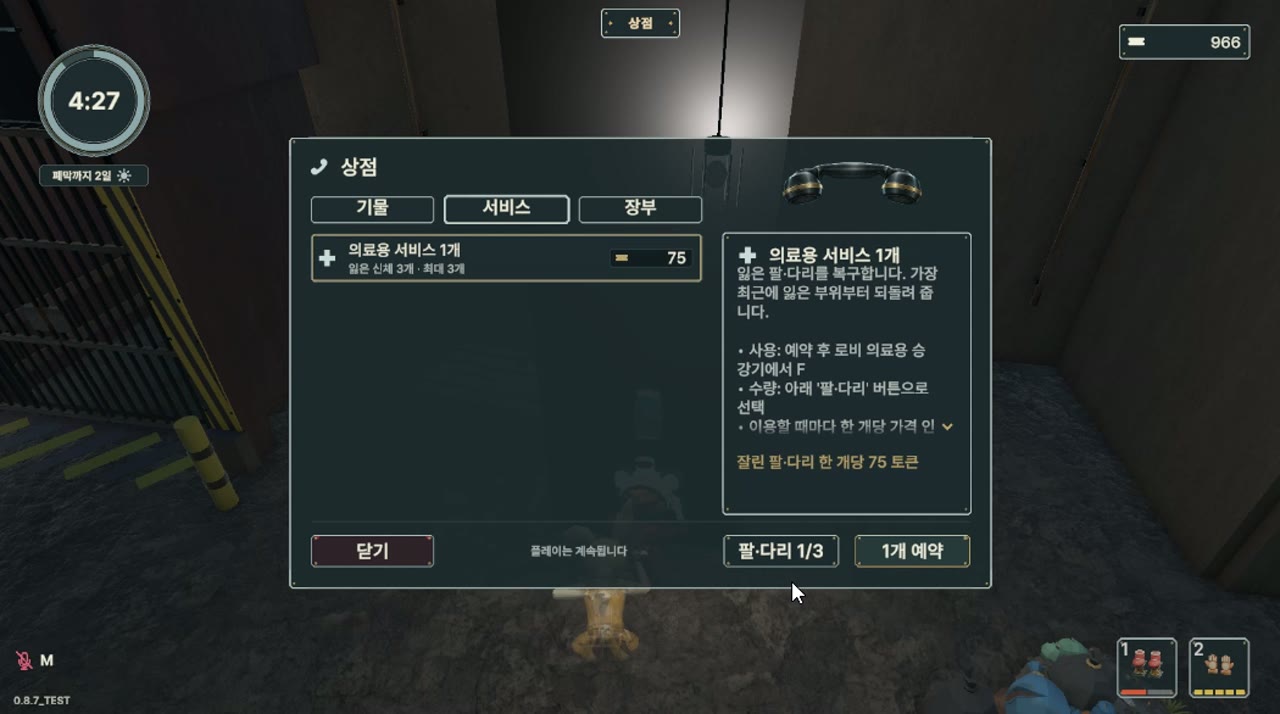 상점
966
4:27
폐막까지 2일
상점
기물
서비스
장부
의료용 서비스 1개
잃은 신체 3개 · 최대 3개
75
의료용 서비스 1개
잃은 팔·다리를 복구합니다. 가장
최근에 잃은 부위부터 되돌려 줍
니다.
• 사용: 예약 후 로비 의료용 승
강기에서 F
• 수량: 아래 '팔·다리' 버튼으로
선택
• 이용할 때마다 한 개당 가격 인
잘린 팔·다리 한 개당 75 토큰
닫기
플레이는 계속됩니다
팔·다리 1/3
1개 예약
M
1
2
0.8.7_TEST